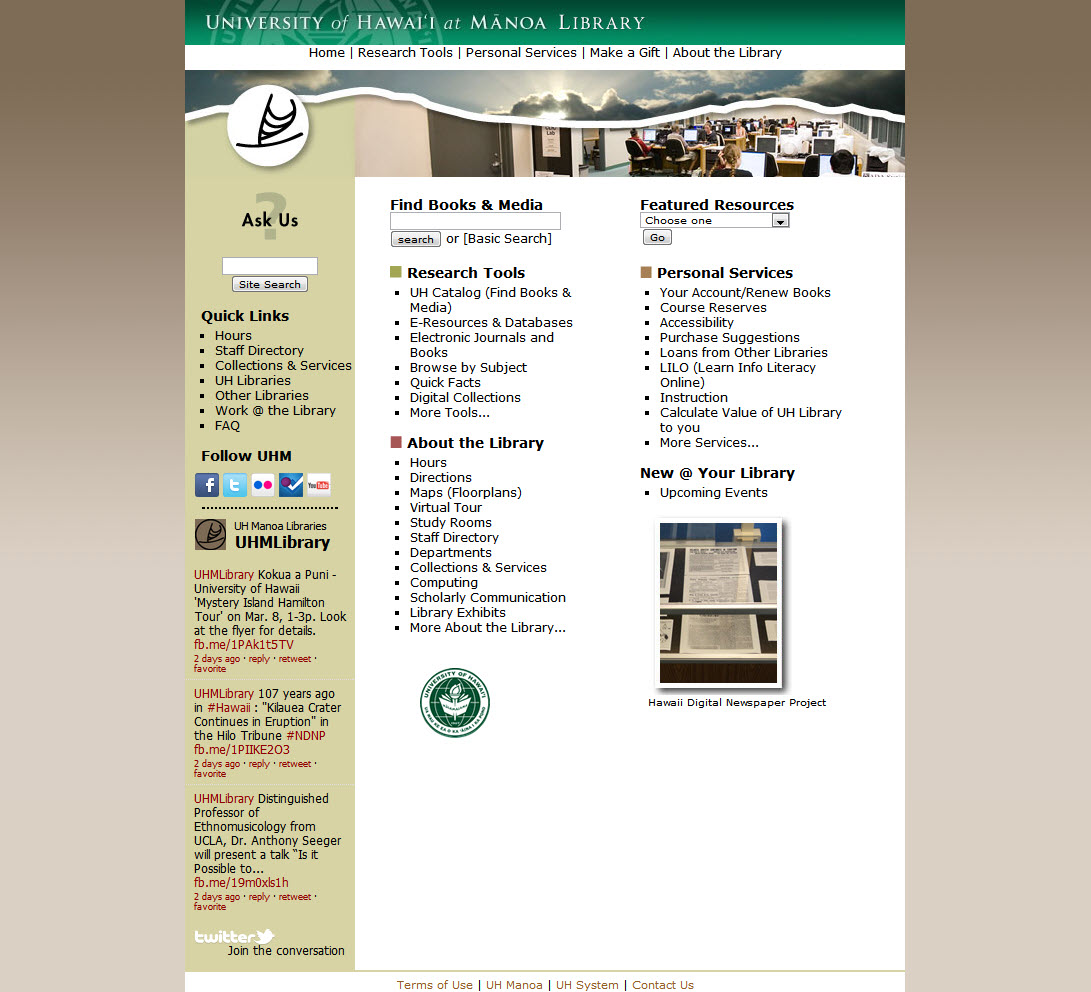 UNIVERSITY of HAWAIʻI at MĀNOA LIBRARY
Home | Research Tools | Personal Services | Make a Gift | About the Library
Ask Us
?
Site Search
Quick Links
Hours
Staff Directory
Collections & Services
UH Libraries
Other Libraries
Work @ the Library
FAQ
Follow UHM
You Tube
UH Manoa Libraries
UHMLibrary
UHMLibrary Kokua a Puni -
University of Hawaii
'Mystery Island Hamilton
Tour' on Mar. 8, 1-3p. Look
at the flyer for details.
fb.me/1PAk1t5TV
2 days ago · reply · retweet ·
favorite
UHMLibrary 107 years ago
in #Hawaii : "Kilauea Crater
Continues in Eruption" in
the Hilo Tribune #NDNP
fb.me/1PIIKE2O3
2 days ago · reply · retweet ·
favorite
UHMLibrary Distinguished
Professor of
Ethnomusicology from
UCLA, Dr. Anthony Seeger
will present a talk “Is it
Possible to...
fb.me/19m0xls1h
2 days ago · reply · retweet ·
favorite
twitter
Join the conversation
Find Books & Media
search or [Basic Search]
Research Tools
UH Catalog (Find Books &
Media)
E-Resources & Databases
Electronic Journals and
Books
Browse by Subject
Quick Facts
Digital Collections
More Tools...
About the Library
Hours
Directions
Maps (Floorplans)
Virtual Tour
Study Rooms
Staff Directory
Departments
Collections & Services
Computing
Scholarly Communication
Library Exhibits
More About the Library...
UNIVERSITY OF HAWAI‘I
Featured Resources
Choose one
Go
Personal Services
Your Account/Renew Books
Course Reserves
Accessibility
Purchase Suggestions
Loans from Other Libraries
LILO (Learn Info Literacy
Online)
Instruction
Calculate Value of UH Library
to you
More Services...
New @ Your Library
Upcoming Events
Hawaii Digital Newspaper Project
Terms of Use | UH Manoa | UH System | Contact Us